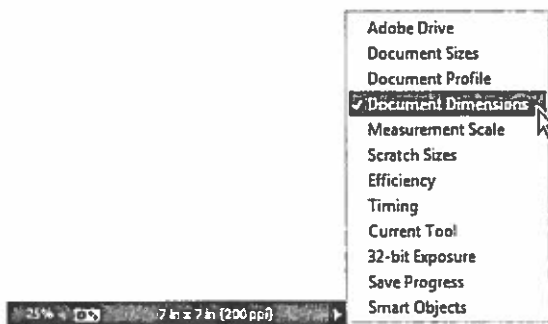 Adobe Drive
Document Sizes
Document Profile
Document Dimensions
Measurement Scale
Scratch Sizes
Efficiency
Timing
Current Tool
32-bit Exposure
Save Progress
Smart Objects
25% 7 in x 7 in (200 ppi)